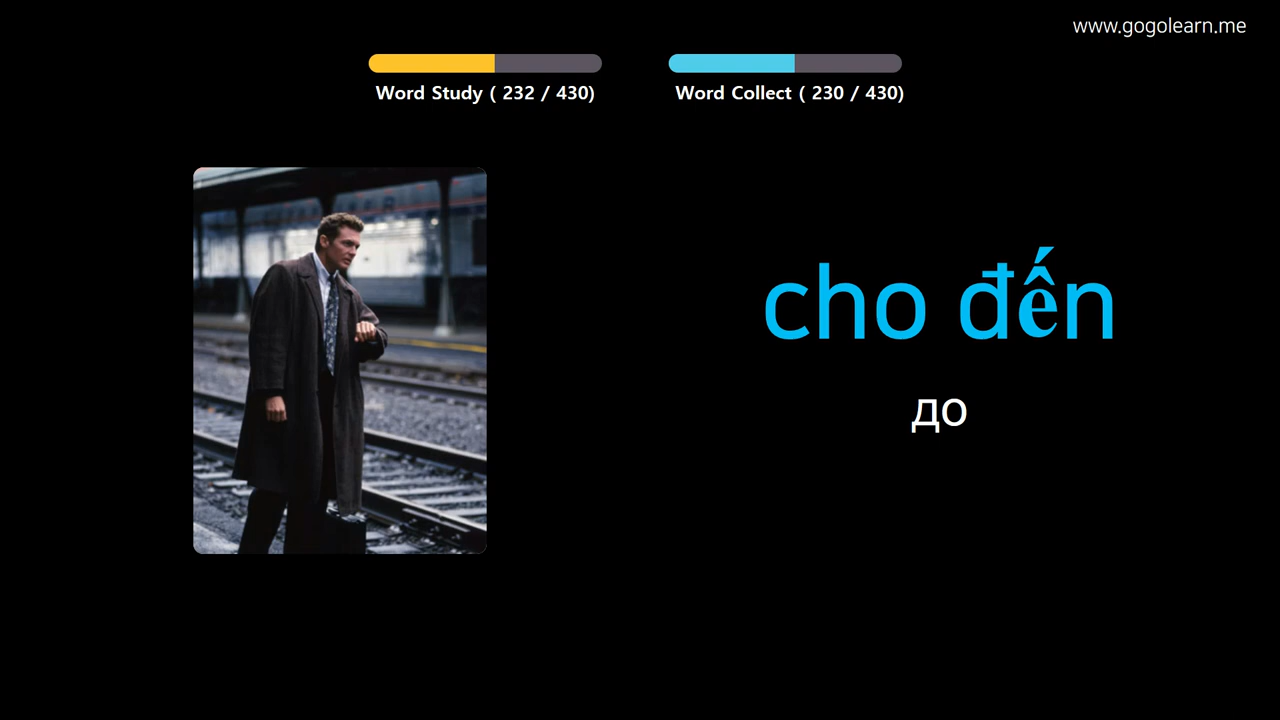 www.gogolearn.me
Word Study ( 232 / 430)
Word Collect ( 230 / 430)
cho đến
до